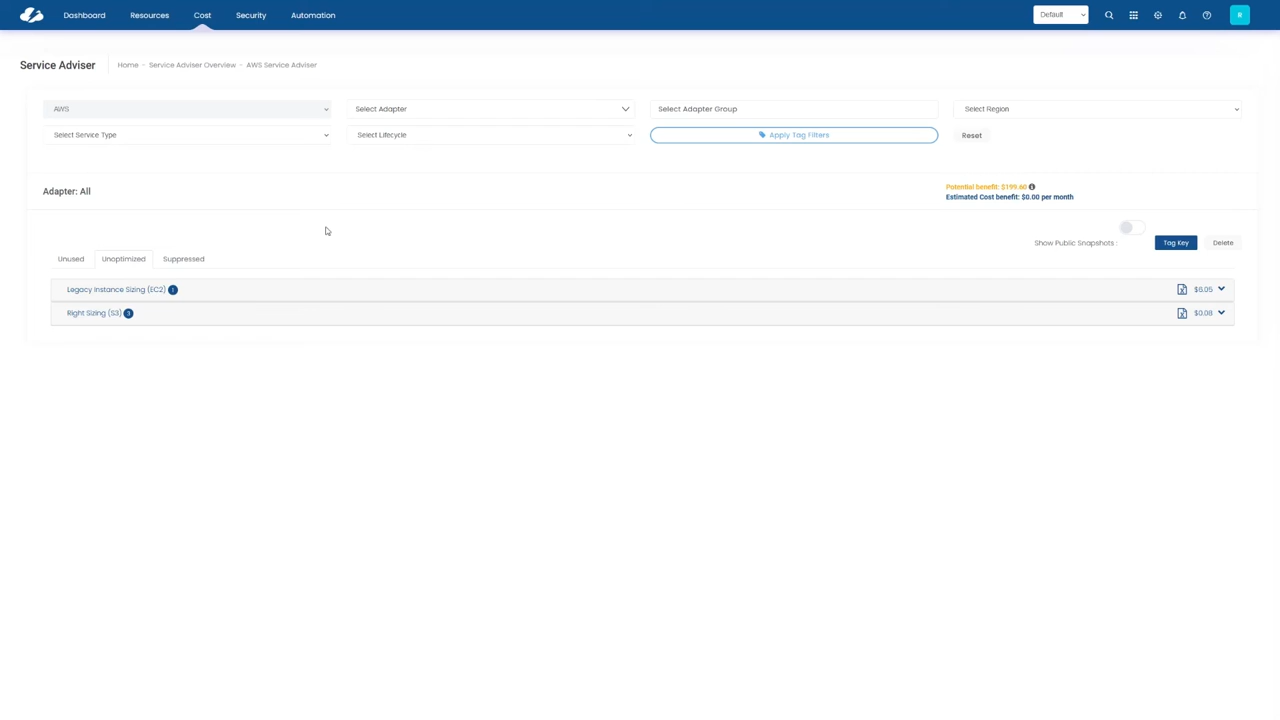 Dashboard Resources Cost Security Automation Default R
Service Adviser Home - Service Adviser Overview - AWS Service Adviser
AWS Select Adapter Select Adapter Group Select Region
Select Service Type Select Lifecycle Apply Tag Filters Reset
Adapter: All
Potential benefit: $199.60
Estimated Cost benefit: $0.00 per month
Show Public Snapshots : Tag Key Delete
Unused Unoptimized Suppressed
Legacy Instance Sizing (EC2) 1 $6.05
Right Sizing (S3) 3 $0.08